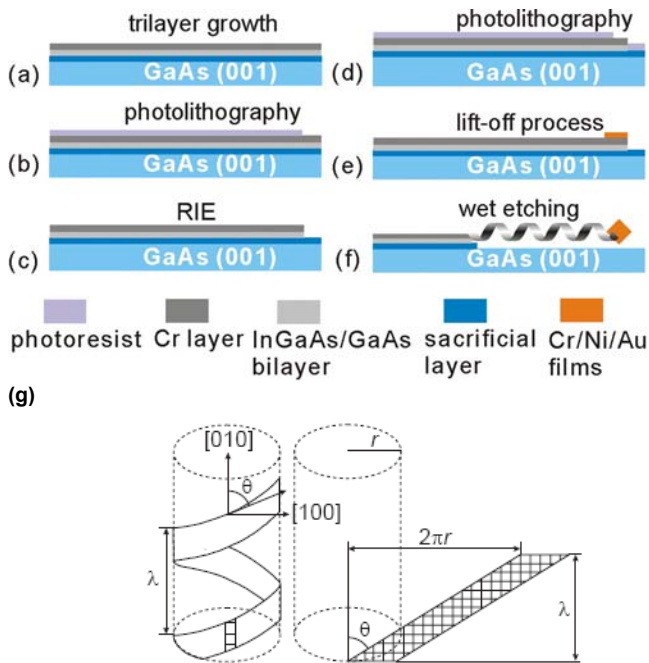 trilayer growth
(a)
GaAs (001)
photolithography
(b)
GaAs (001)
RIE
(c)
GaAs (001)
photolithography
(d)
GaAs (001)
lift-off process
(e)
GaAs (001)
wet etching
(f)
GaAs (001)
photoresist
Cr layer
InGaAs/GaAs
bilayer
sacrificial
layer
Cr/Ni/Au
films
(g)
[010]
θ
[100]
λ
r
2πr
θ
λ